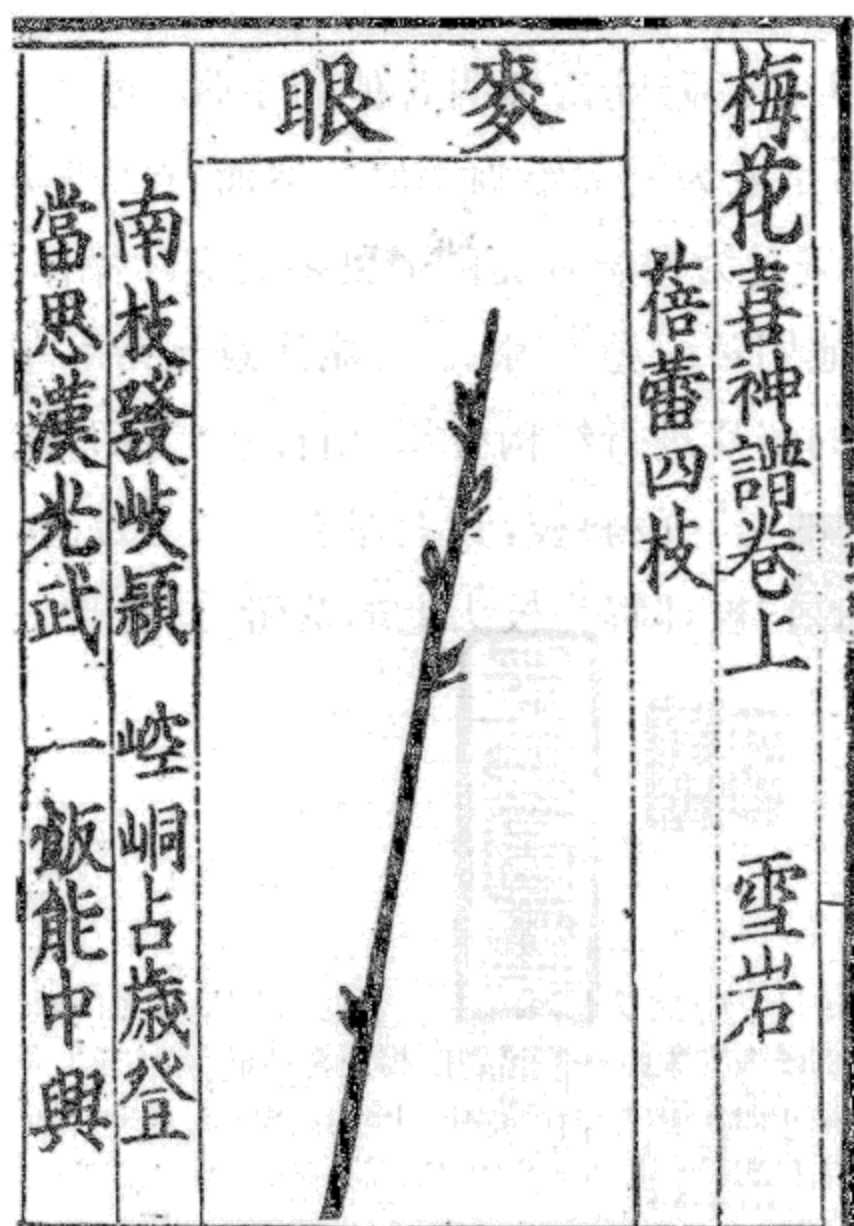 梅花喜神譜卷上 雪岩
蓓蕾四枝
麥眼
南枝發岐穎 崆峒占歲登
當思漢光武 一飯能中興